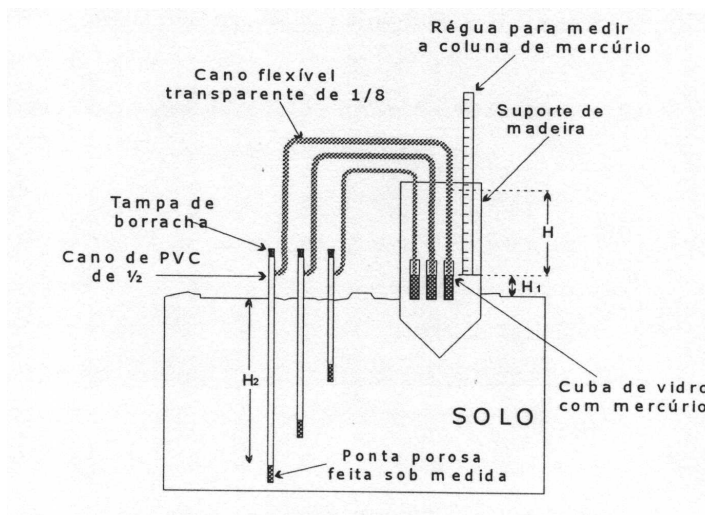 Régua para medir
a coluna de mercúrio
Cano flexível
transparente de 1/8
Suporte de
madeira
Tampa de
borracha
H
Cano de PVC
de ½
H1
H2
Cuba de vidro
com mercúrio
SOLO
Ponta porosa
feita sob medida